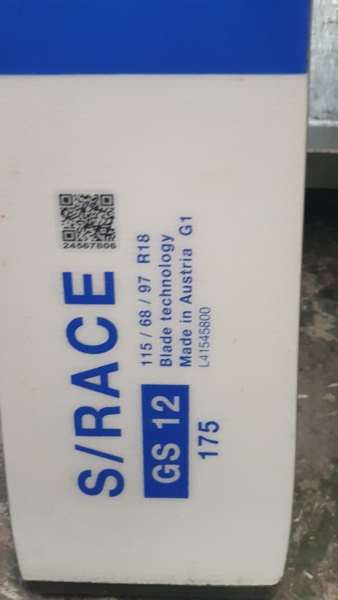 24567806
S/RACE
GS 12
175
115 / 68 / 97 R18
Blade technology
Made in Austria G1
L41545800